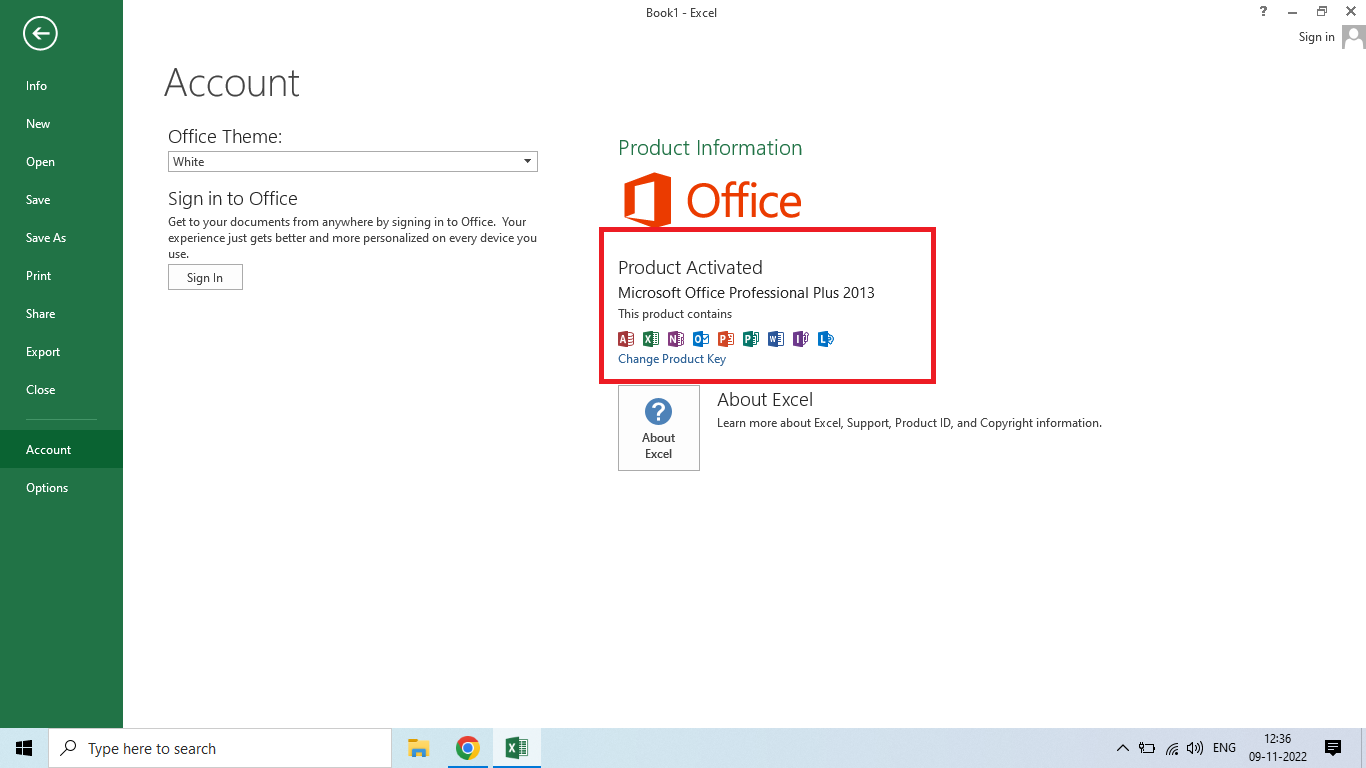 Book1 - Excel
?
Sign in
Info
New
Open
Save
Save As
Print
Share
Export
Close
Account
Options
Account
Office Theme:
White
Sign in to Office
Get to your documents from anywhere by signing in to Office. Your
experience just gets better and more personalized on every device you
use.
Sign In
Product Information
Office
Product Activated
Microsoft Office Professional Plus 2013
This product contains
A X N O P P W I L
Change Product Key
?
About
Excel
About Excel
Learn more about Excel, Support, Product ID, and Copyright information.
Type here to search
X
ENG
12:36
09-11-2022